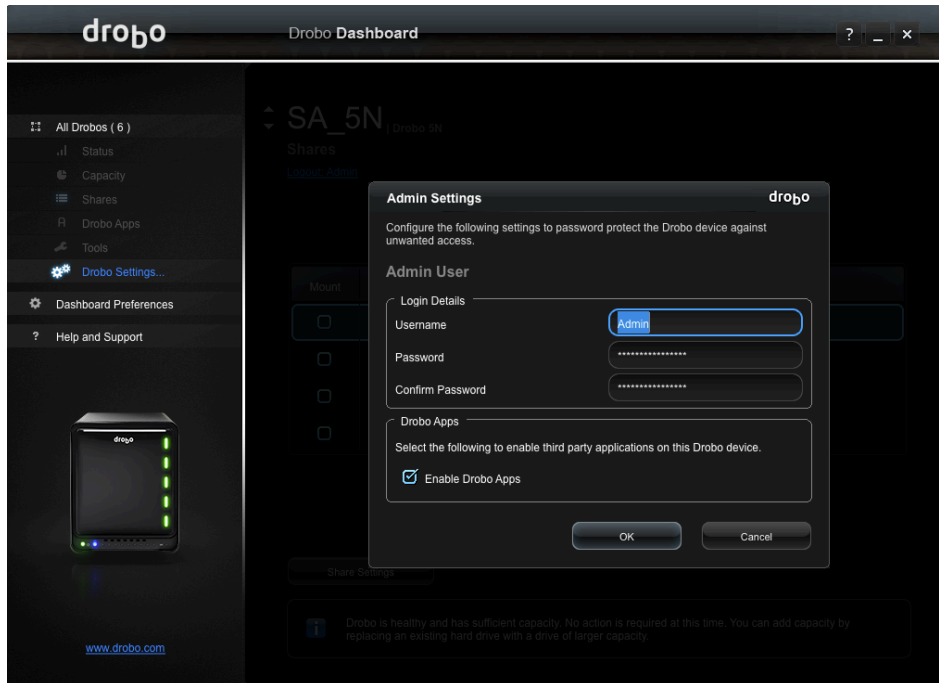 drobo
Drobo Dashboard
? _ ×
All Drobos ( 6 )
Status
Capacity
Shares
Drobo Apps
Tools
Drobo Settings...
Dashboard Preferences
? Help and Support
drobo
www.drobo.com
SA_5N | Drobo 5N
Shares
Logout: Admin
Mount
Admin Settings
drobo
Configure the following settings to password protect the Drobo device against
unwanted access.
Admin User
Login Details
Username
Admin
Password
****************
Confirm Password
****************
Drobo Apps
Select the following to enable third party applications on this Drobo device.
Enable Drobo Apps
OK
Cancel
Share Settings
Drobo is healthy and has sufficient capacity. No action is required at this time. You can add capacity by
replacing an existing hard drive with a drive of larger capacity.